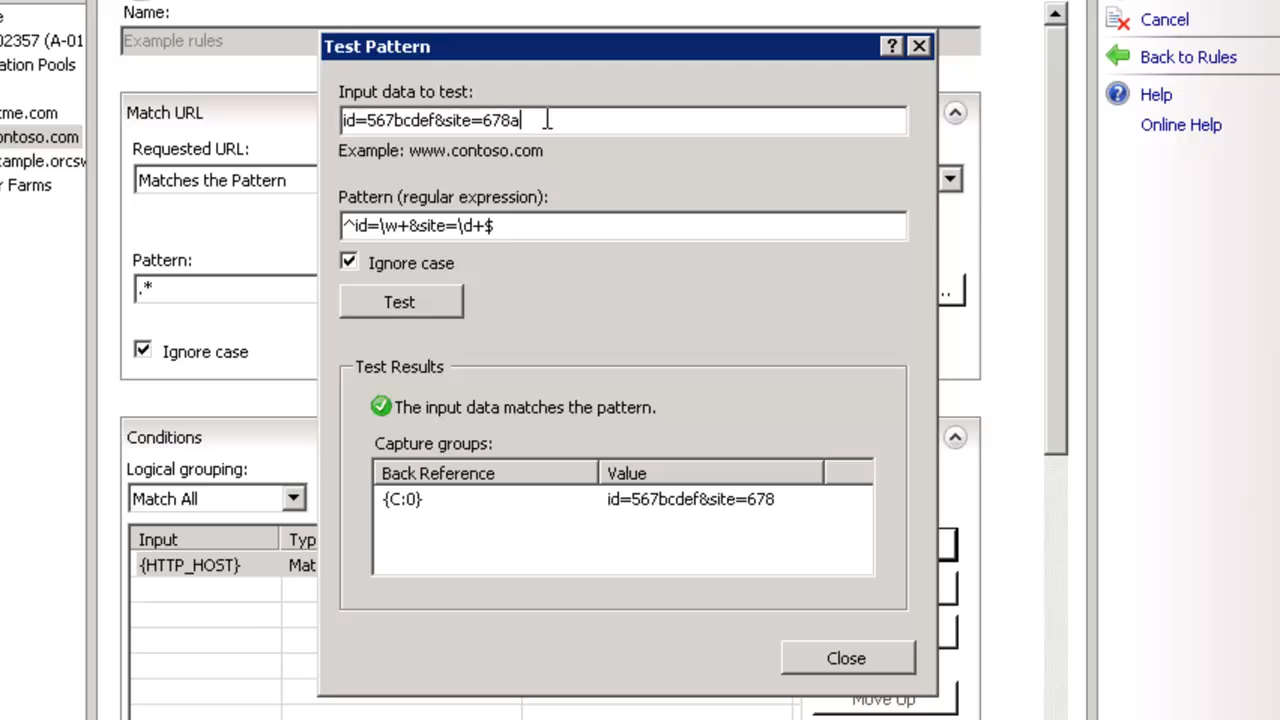 Name:
Example rules
02357 (A-01
ation Pools
me.com
ontoso.com
ample.orcsw
r Farms
Match URL
Requested URL:
Matches the Pattern
Pattern:
.*
Ignore case
Conditions
Logical grouping:
Match All
Input
Typ
{HTTP_HOST}
Mat
Test Pattern
Input data to test:
id=567bcdef&site=678a
Example: www.contoso.com
Pattern (regular expression):
^id=\w+&site=\d+$
Ignore case
Test
Test Results
The input data matches the pattern.
Capture groups:
Back Reference
Value
{C:0}
id=567bcdef&site=678
Close
Move Up
Cancel
Back to Rules
Help
Online Help